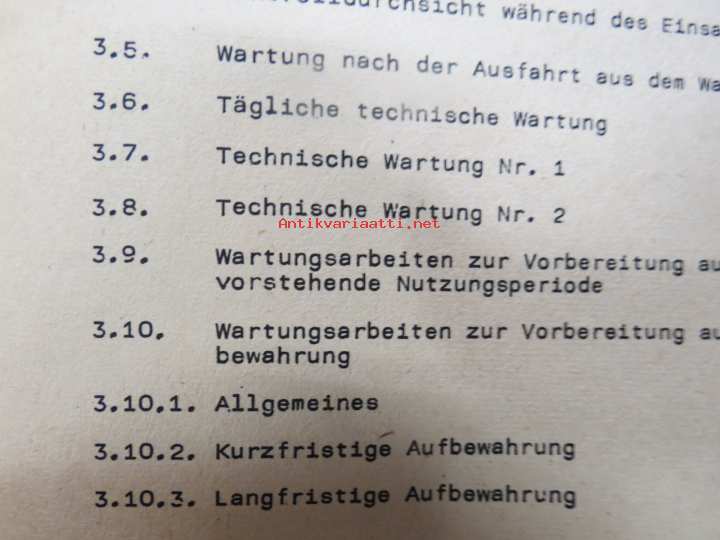 während des
3.5. Wartung nach der Ausfahrt aus dem
3.6. Tägliche technische Wartung
3.7. Technische Wartung Nr. 1
3.8. Technische Wartung Nr. 2
Antikvariaatti.net
3.9. Wartungsarbeiten zur Vorbereitung au
vorstehende Nutzungsperiode
3.10. Wartungsarbeiten zur Vorbereitung au
bewahrung
3.10.1. Allgemeines
3.10.2. Kurzfristige Aufbewahrung
3.10.3. Langfristige Aufbewahrung